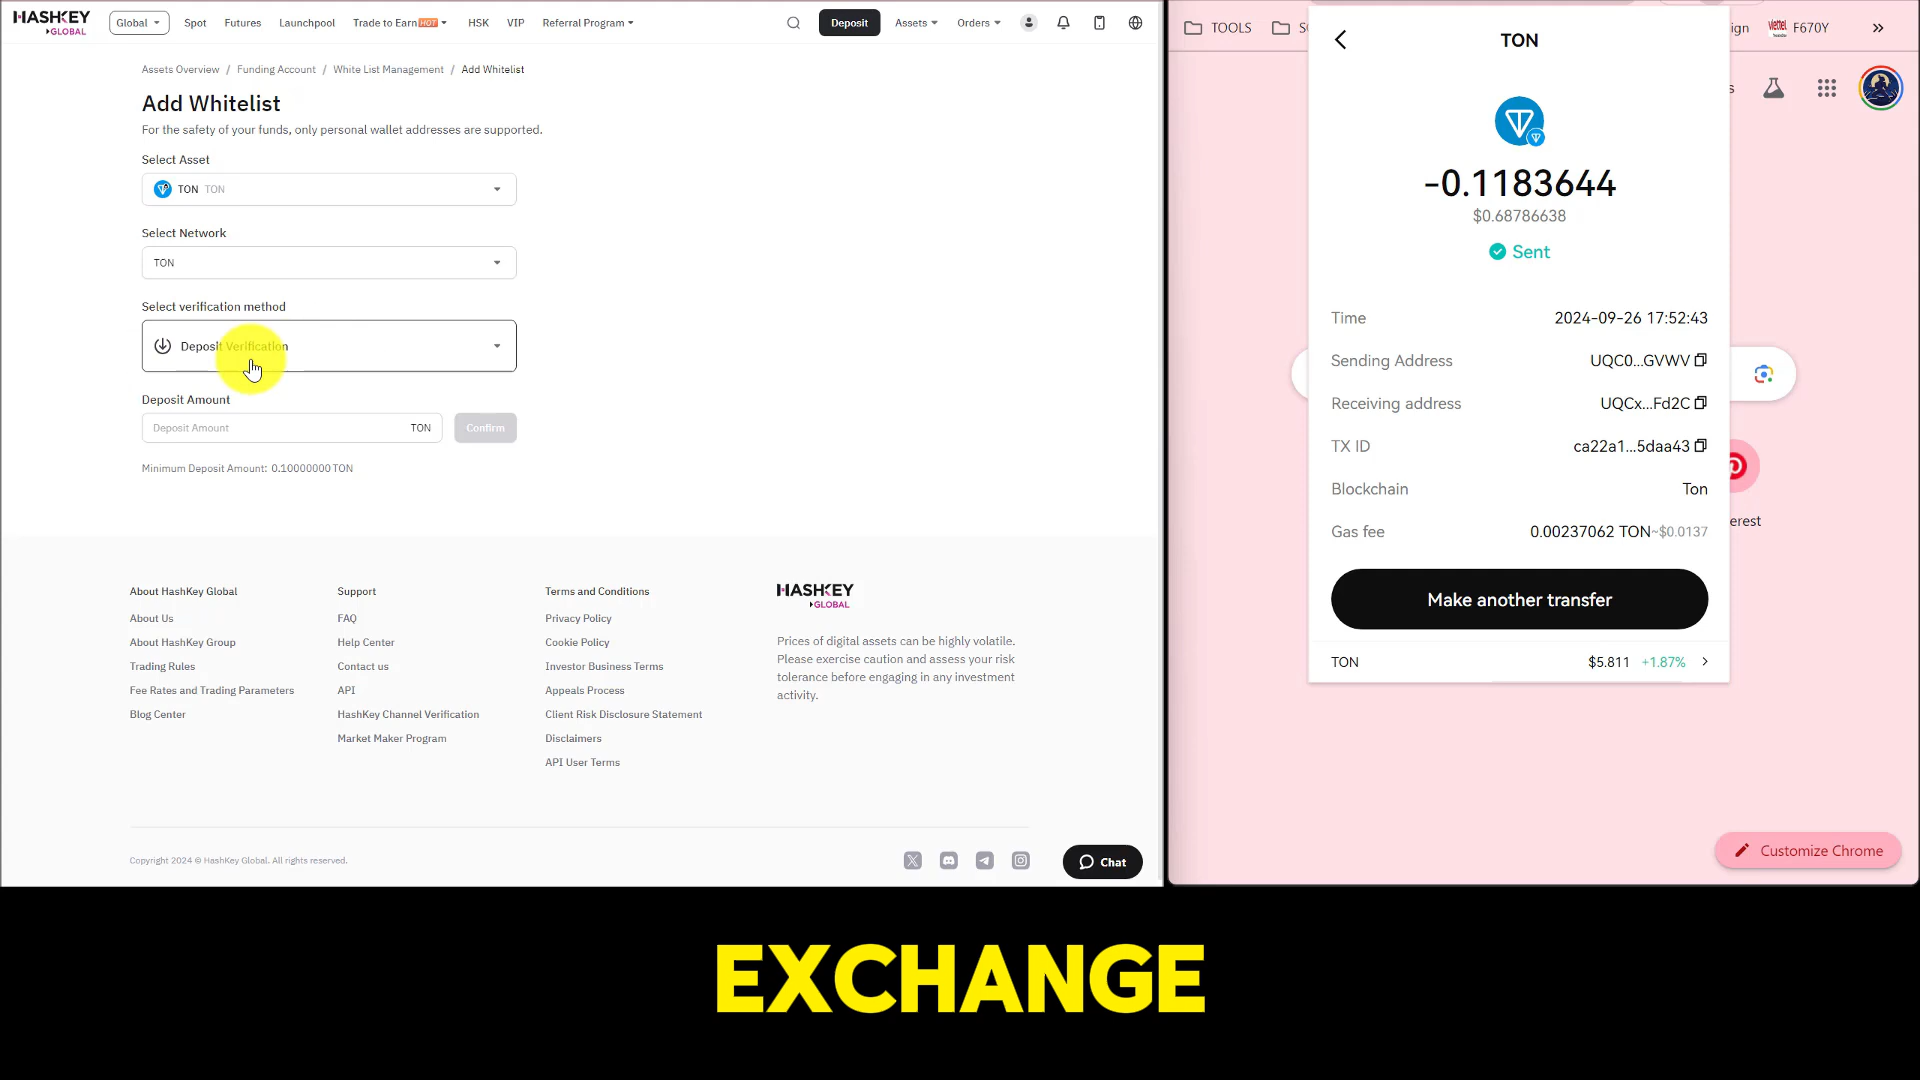 HASHKEY
GLOBAL
Global
Spot
Futures
Launchpool
Trade to Earn HOT
HSK
VIP
Referral Program
Deposit
Assets
Orders
Assets Overview / Funding Account / White List Management / Add Whitelist
Add Whitelist
For the safety of your funds, only personal wallet addresses are supported.
Select Asset
TON TON
Select Network
TON
Select verification method
Deposit Verification
Deposit Amount
Deposit Amount TON
Confirm
Minimum Deposit Amount: 0.10000000 TON
About HashKey Global
About Us
About HashKey Group
Trading Rules
Fee Rates and Trading Parameters
Blog Center
Support
FAQ
Help Center
Contact us
API
HashKey Channel Verification
Market Maker Program
Terms and Conditions
Privacy Policy
Cookie Policy
Investor Business Terms
Appeals Process
Client Risk Disclosure Statement
Disclaimers
API User Terms
HASHKEY
GLOBAL
Prices of digital assets can be highly volatile.
Please exercise caution and assess your risk
tolerance before engaging in any investment
activity.
Copyright 2024 © HashKey Global. All rights reserved.
Chat
TOOLS
ign
viettel
F670Y
s
TON
-0.1183644
$0.68786638
Sent
Time 2024-09-26 17:52:43
Sending Address UQC0...GVWV
Receiving address UQCx...Fd2C
TX ID ca22a1...5daa43
Blockchain Ton
Gas fee 0.00237062 TON~$0.0137
Make another transfer
TON $5.811 +1.87%
erest
Customize Chrome
EXCHANGE